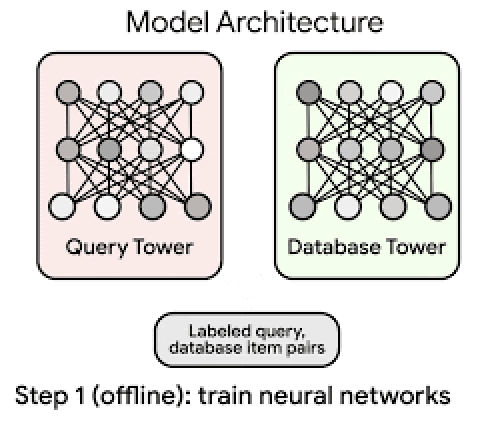 Model Architecture
Query Tower
Database Tower
Labeled query,
database item pairs
Step 1 (offline): train neural networks